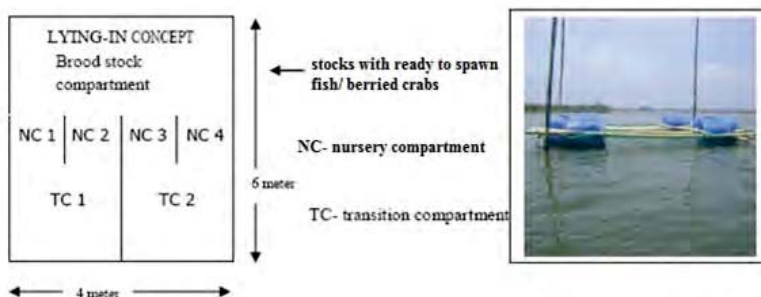 LYING-IN CONCEPT
Brood stock
compartment
NC 1 NC 2 NC 3 NC 4
TC 1 TC 2
4 meter
6 meter
stocks with ready to spawn
fish/ berried crabs
NC- nursery compartment
TC- transition compartment